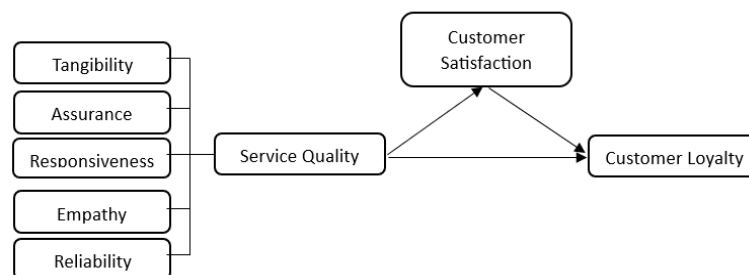 Customer
Satisfaction
Tangibility
Assurance
Responsiveness
Service Quality
Customer Loyalty
Empathy
Reliability